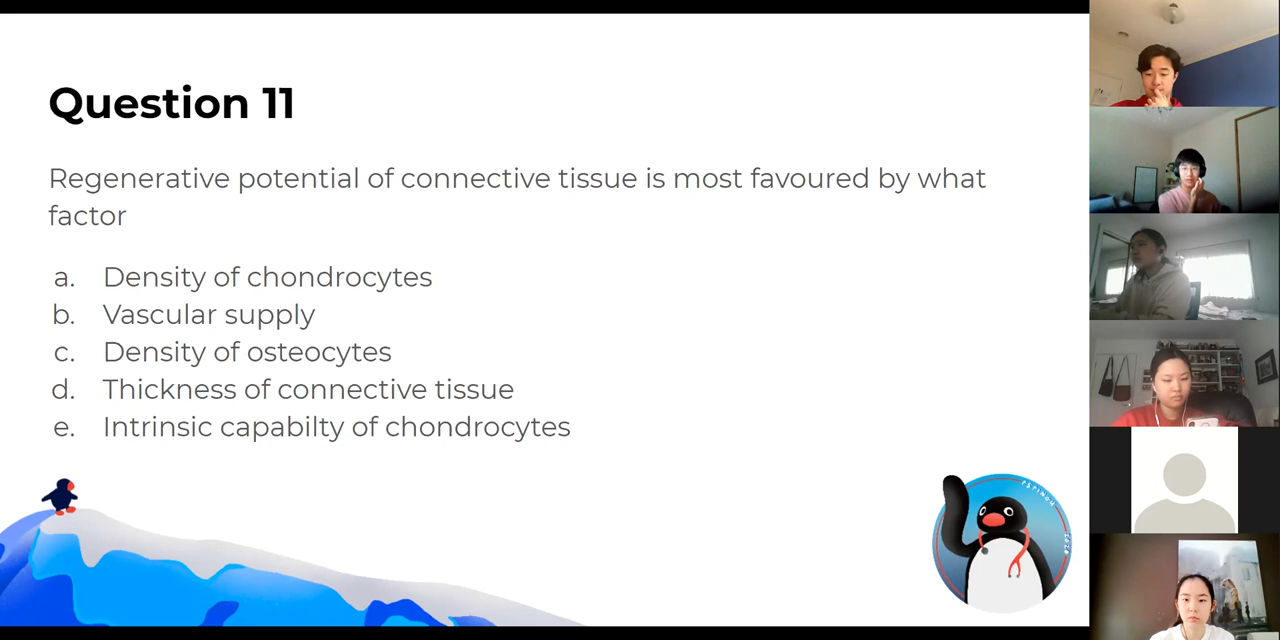 Question 11
Regenerative potential of connective tissue is most favoured by what
factor
a. Density of chondrocytes
b. Vascular supply
c. Density of osteocytes
d. Thickness of connective tissue
e. Intrinsic capabilty of chondrocytes